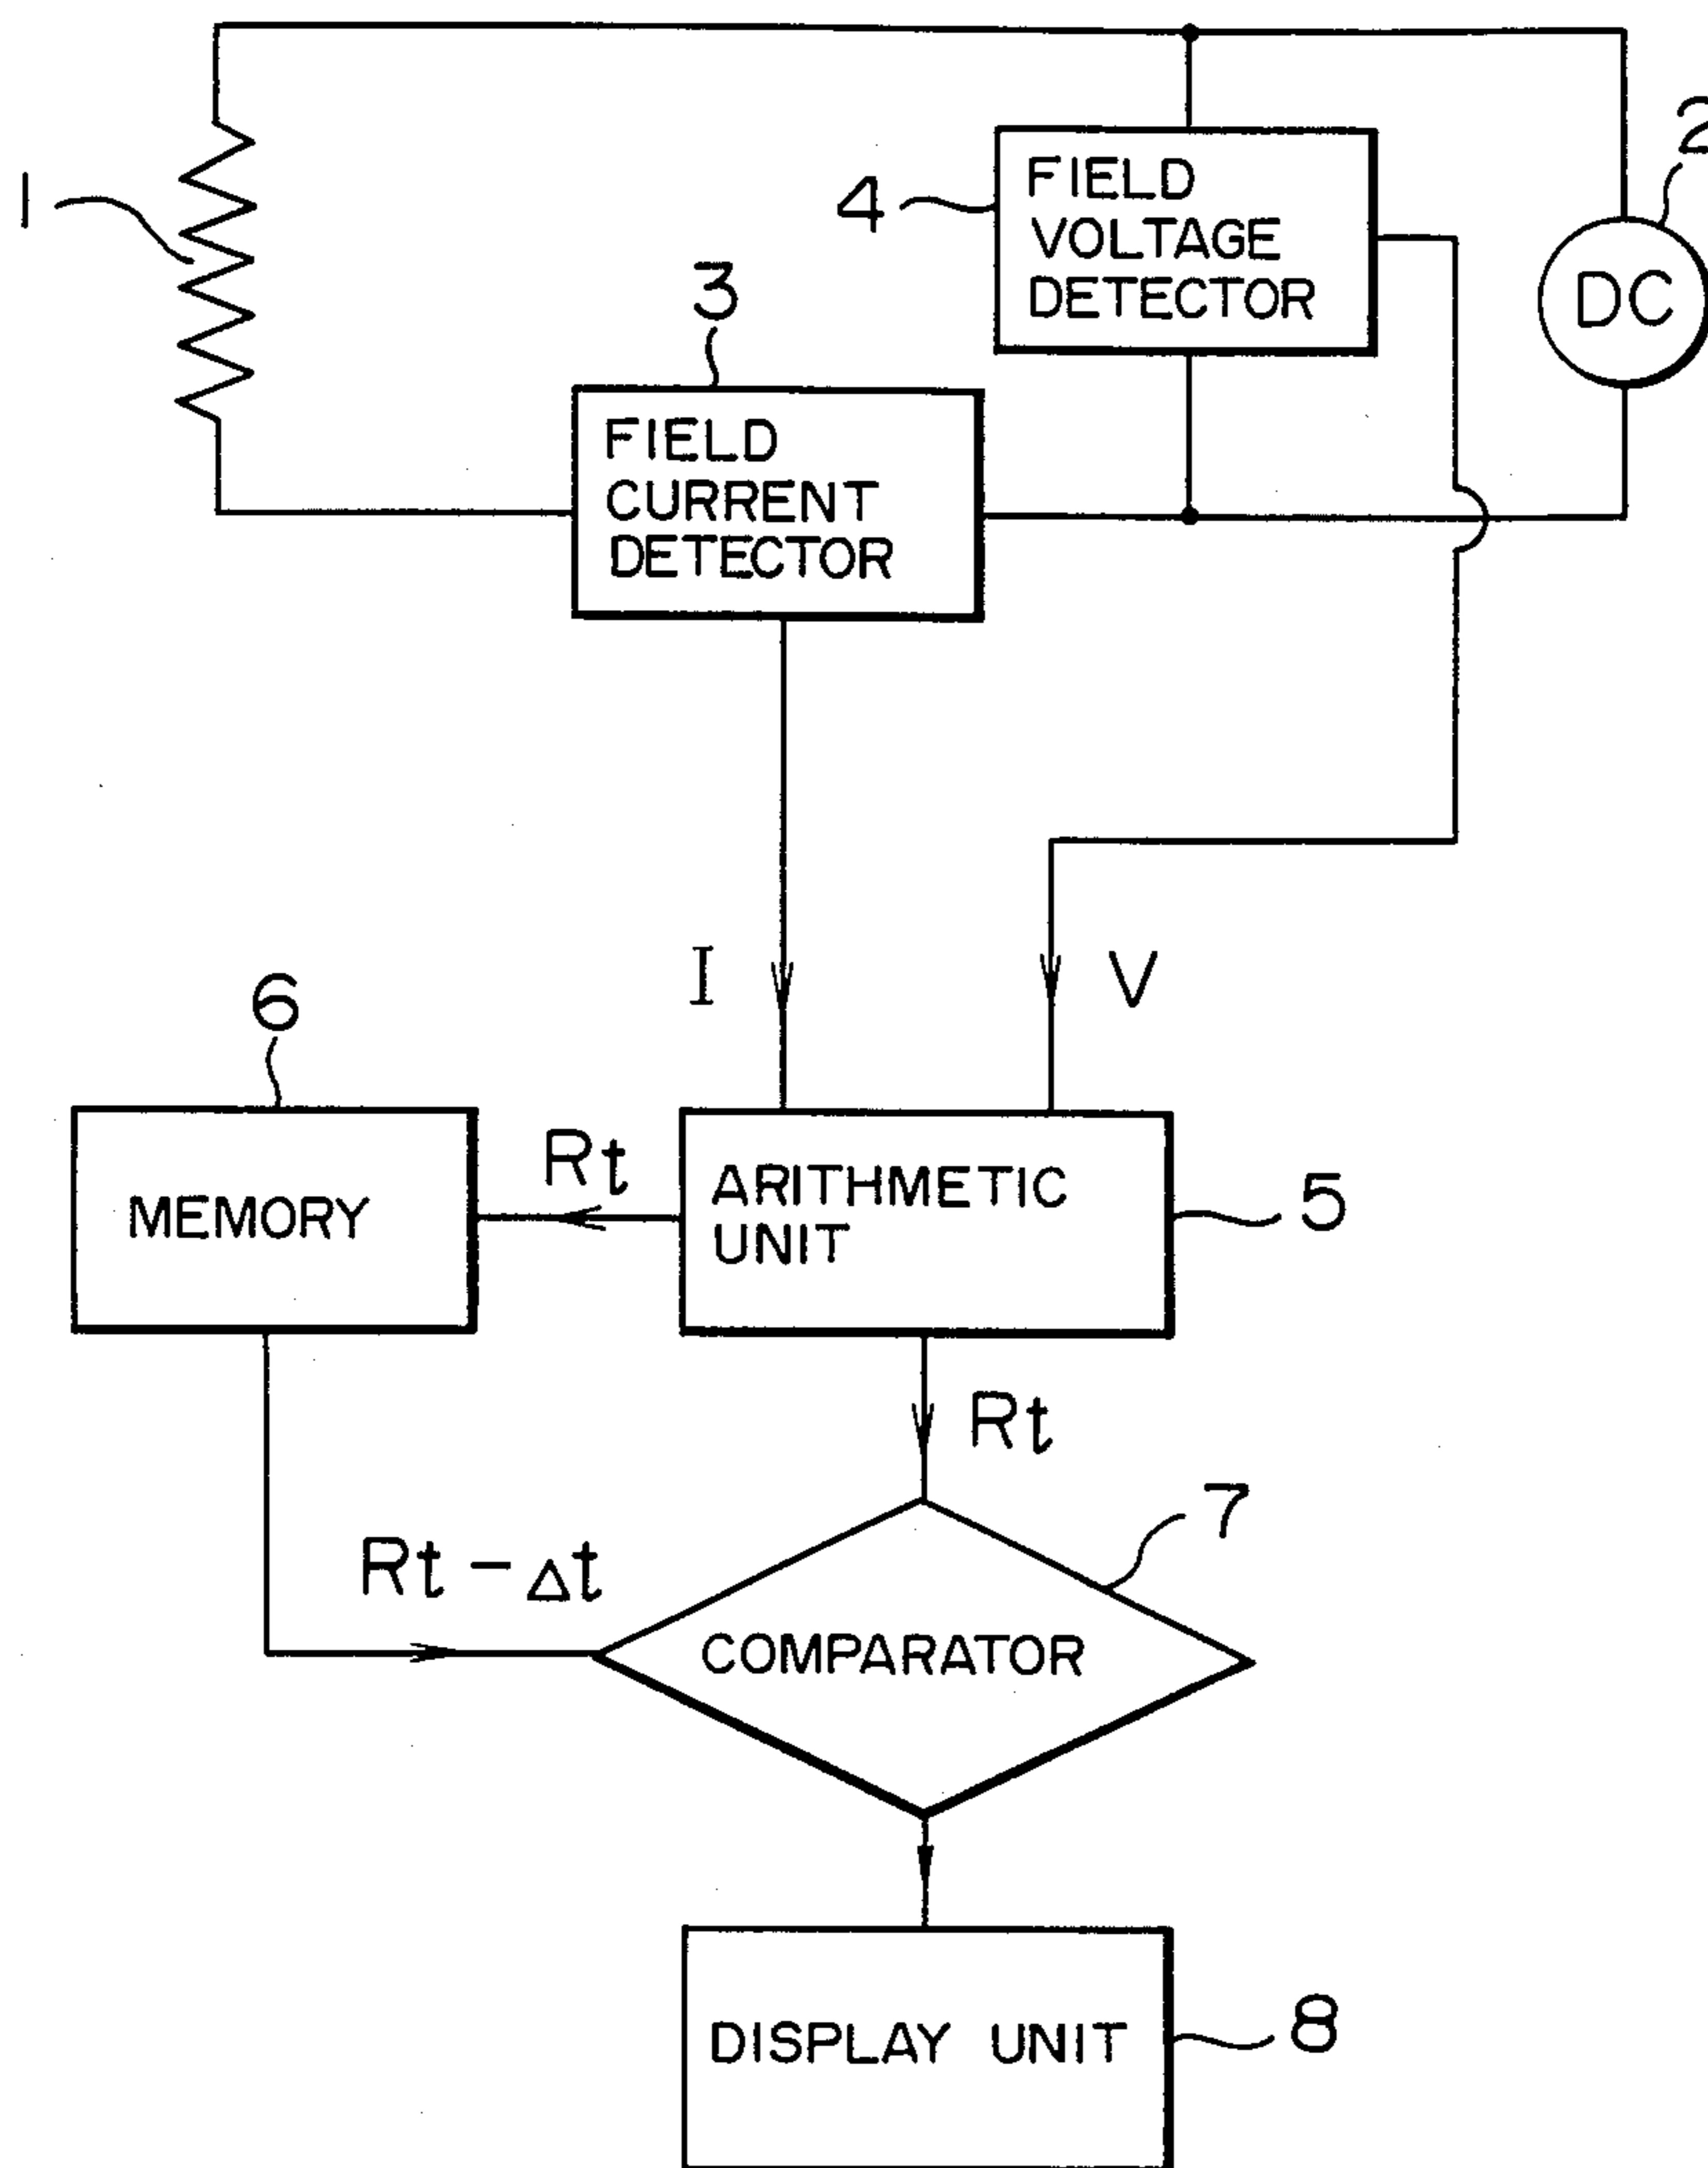 2
1
4
FIELD
VOLTAGE
DETECTOR
DC
3
FIELD
CURRENT
DETECTOR
I
V
6
MEMORY
Rt
ARITHMETIC
UNIT
5
Rt
7
Rt - Δt
COMPARATOR
DISPLAY UNIT
8